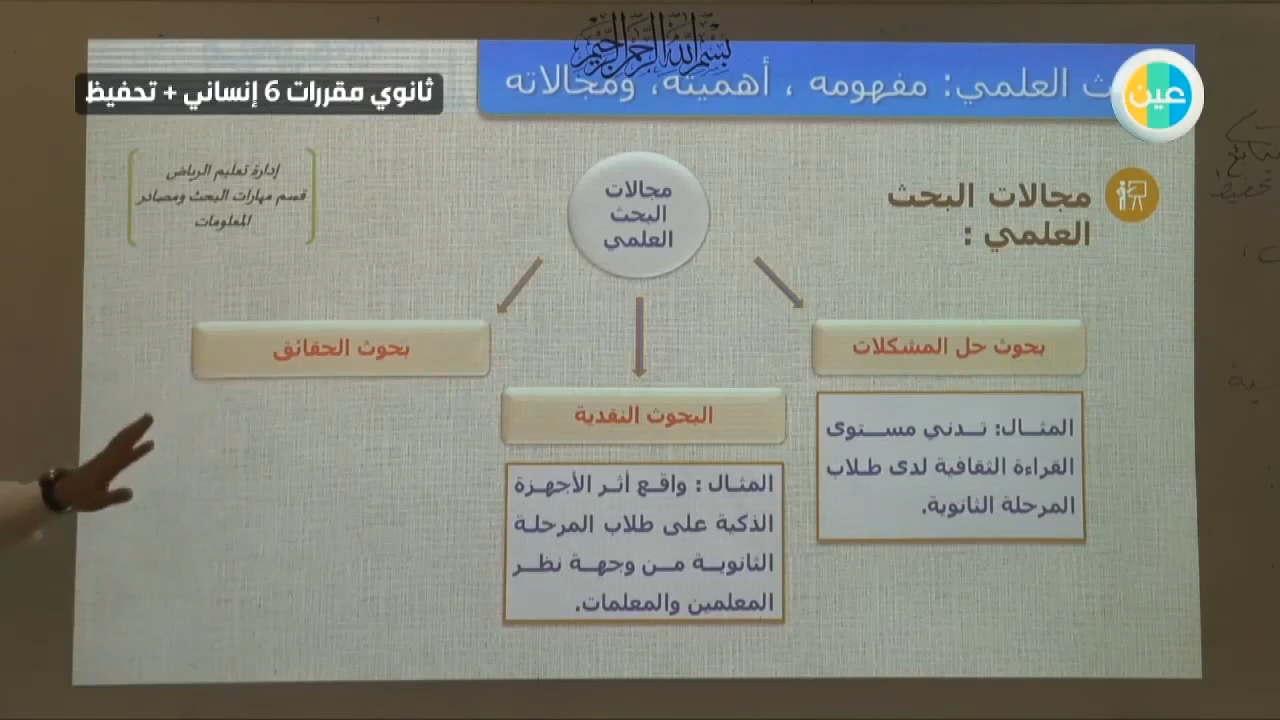 بسم الله الرحمن الرحيم
العلمي: مفهومه ، أهميته، ومجالاته
عين
ثانوي مقررات 6 إنساني + تحفيظ
إدارة تعليم الرياض
قسم مهارات البحث ومصادر
المعلومات
مجالات البحث
العلمي :
مجالات
البحث
العلمي
بحوث حل المشكلات
المثال: تدني مستوى
القراءة الثقافية لدى طلاب
المرحلة الثانوية.
البحوث النقدية
المثال : واقع أثر الأجهزة
الذكية على طلاب المرحلة
الثانوية من وجهة نظر
المعلمين والمعلمات.
بحوث الحقائق